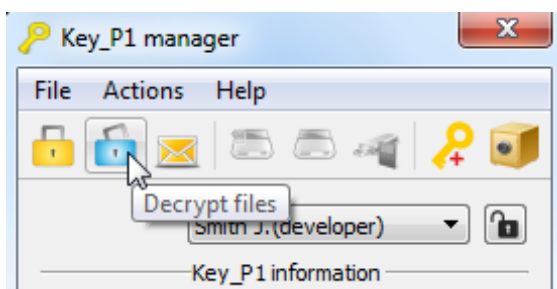 Key_P1 manager
File Actions Help
Decrypt files
Smith J.(developer)
Key_P1 information